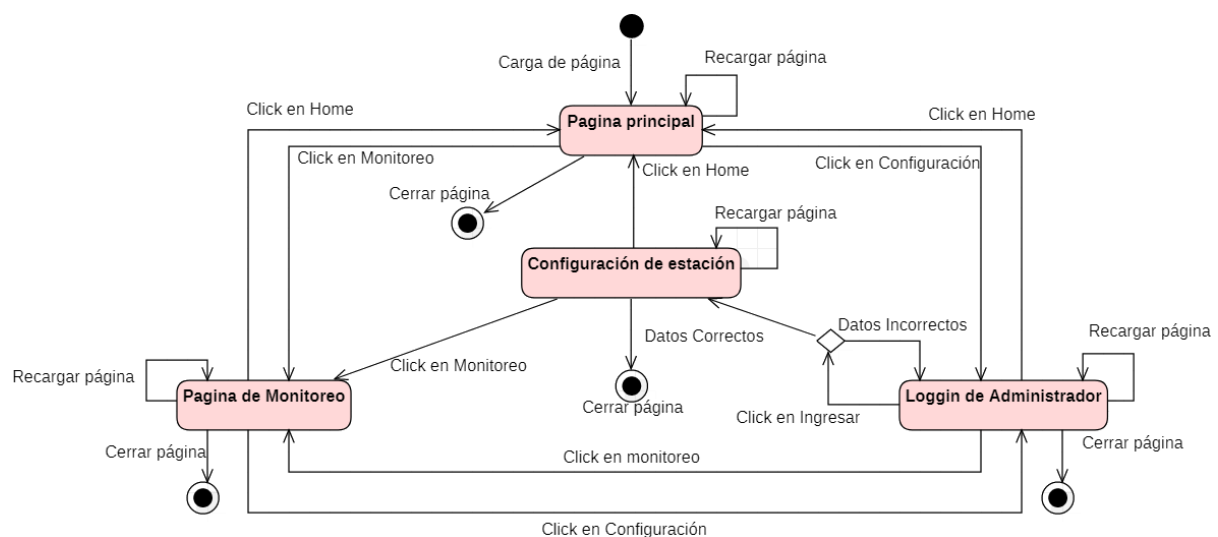 Carga de página
Recargar página
Click en Home
Pagina principal
Click en Home
Click en Monitoreo
Click en Home
Click en Configuración
Cerrar página
Recargar página
Configuración de estación
Datos Correctos
Datos Incorrectos
Recargar página
Click en Monitoreo
Recargar página
Pagina de Monitoreo
Loggin de Administrador
Cerrar página
Click en Ingresar
Cerrar página
Cerrar página
Click en monitoreo
Click en Configuración